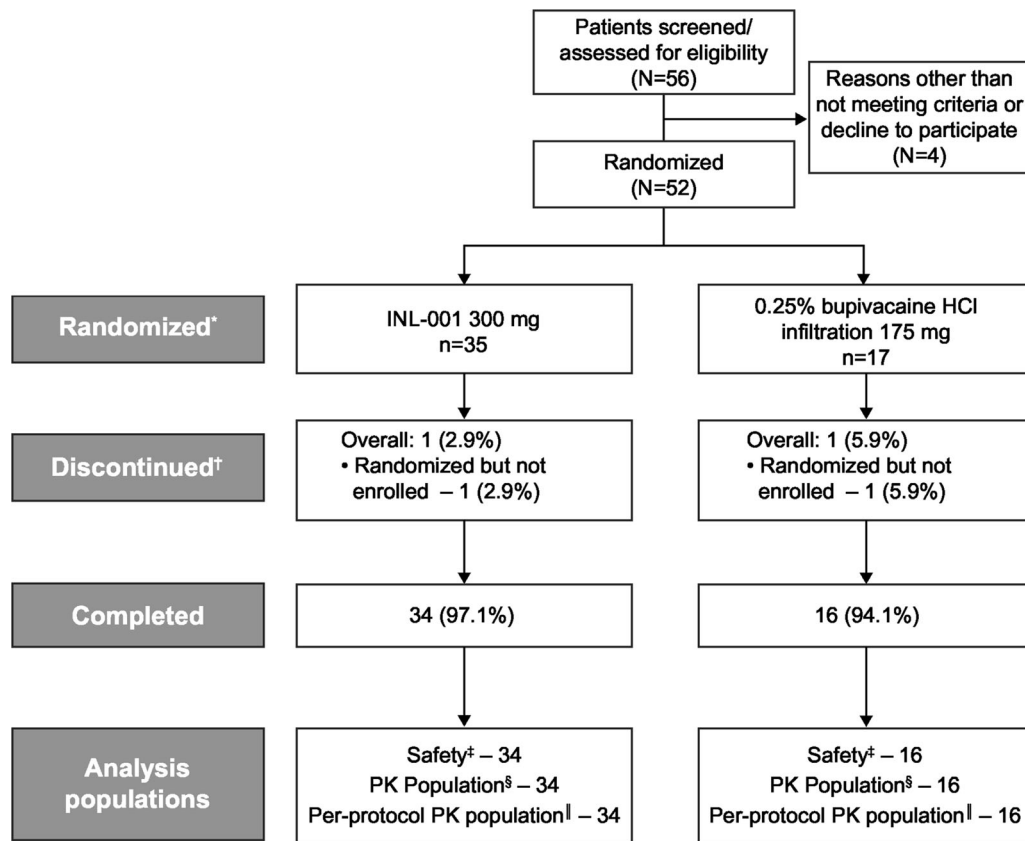 Patients screened/
assessed for eligibility
(N=56)
Reasons other than
not meeting criteria or
decline to participate
(N=4)
Randomized
(N=52)
Randomized*
INL-001 300 mg
n=35
0.25% bupivacaine HCl
infiltration 175 mg
n=17
Discontinued†
Overall: 1 (2.9%)
• Randomized but not
enrolled – 1 (2.9%)
Overall: 1 (5.9%)
• Randomized but not
enrolled – 1 (5.9%)
Completed
34 (97.1%)
16 (94.1%)
Analysis
populations
Safety‡ – 34
PK Population§ – 34
Per-protocol PK population‖ – 34
Safety‡ – 16
PK Population§ – 16
Per-protocol PK population‖ – 16